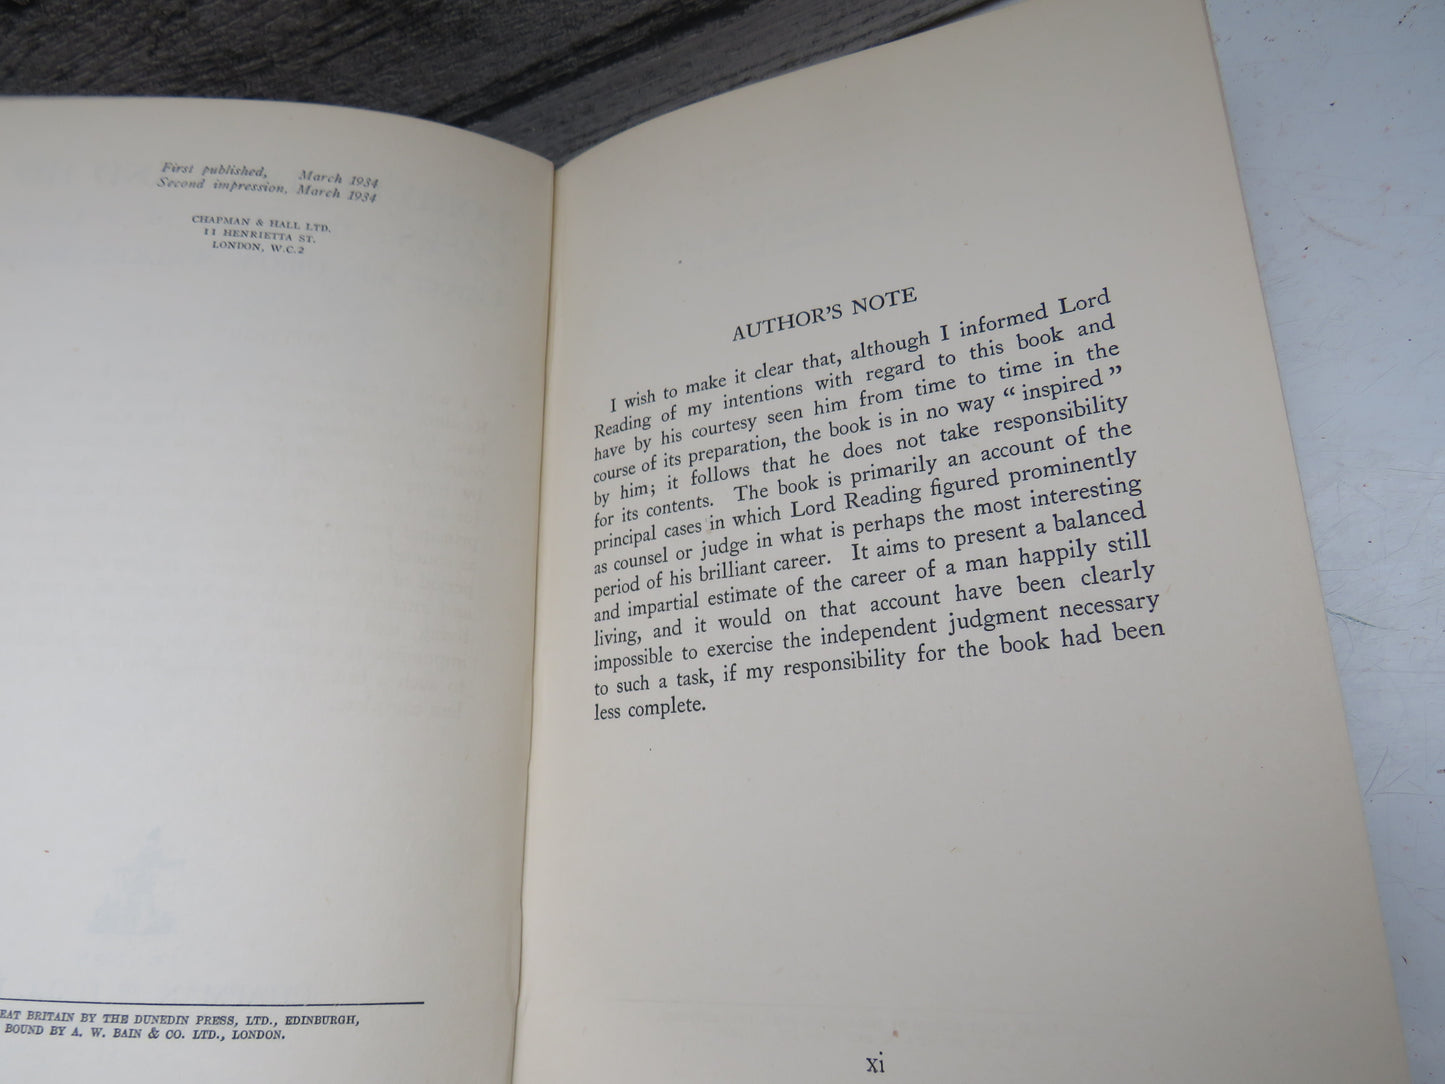 First published, March 1934
Second impression, March 1934
CHAPMAN & HALL LTD.
11 HENRIETTA ST.
LONDON, W.C.2
EAT BRITAIN BY THE DUNEDIN PRESS, LTD., EDINBURGH,
BOUND BY A. W. BAIN & CO. LTD., LONDON.
AUTHOR'S NOTE
I wish to make it clear that, although I informed Lord
Reading of my intentions with regard to this book and
have by his courtesy seen him from time to time in the
course of its preparation, the book is in no way “ inspired ”
by him; it follows that he does not take responsibility
for its contents. The book is primarily an account of the
principal cases in which Lord Reading figured prominently
as counsel or judge in what is perhaps the most interesting
period of his brilliant career. It aims to present a balanced
and impartial estimate of the career of a man happily still
living, and it would on that account have been clearly
impossible to exercise the independent judgment necessary
to such a task, if my responsibility for the book had been
less complete.
xi